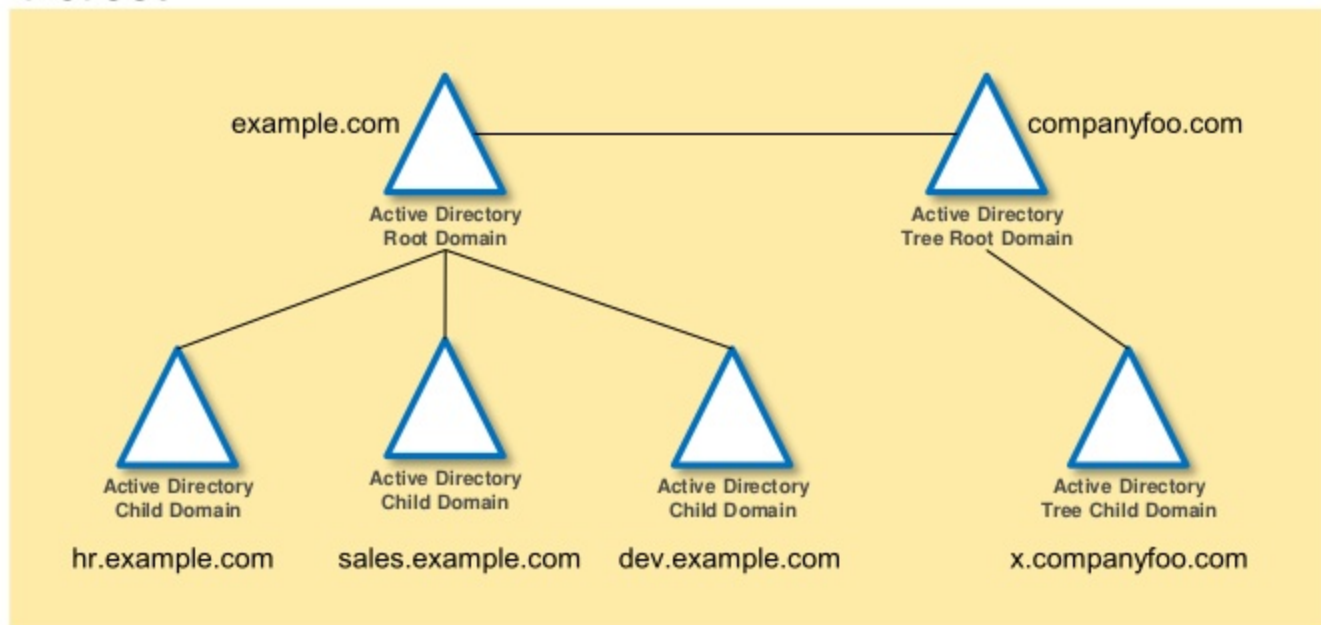 example.com
companyfoo.com
Active Directory
Root Domain
Active Directory
Tree Root Domain
Active Directory
Child Domain
hr.example.com
Active Directory
Child Domain
sales.example.com
Active Directory
Child Domain
dev.example.com
Active Directory
Tree Child Domain
x.companyfoo.com